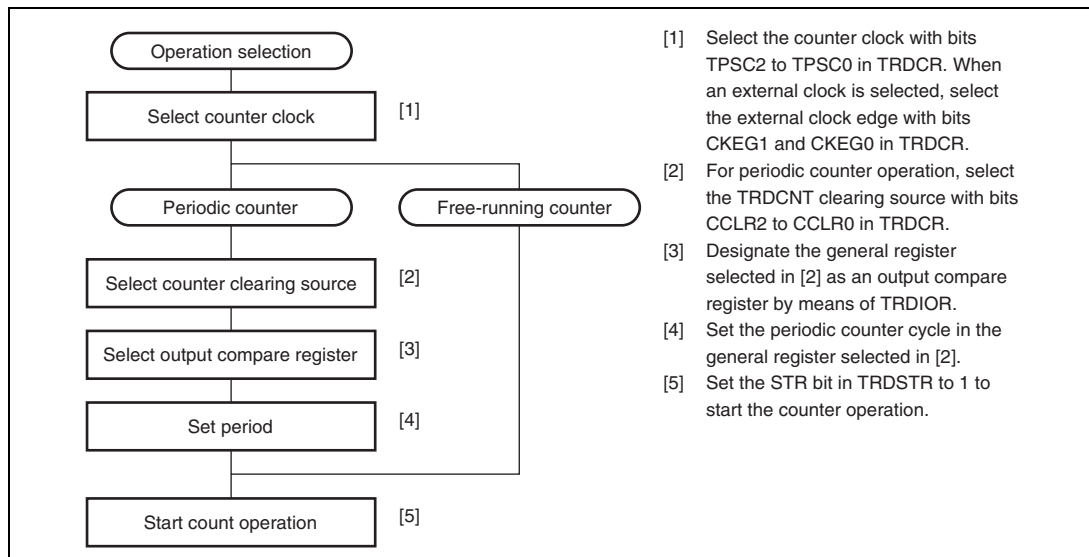 Operation selection
Select counter clock
[1]
Periodic counter
Free-running counter
Select counter clearing source
[2]
Select output compare register
[3]
Set period
[4]
Start count operation
[5]
[1] Select the counter clock with bits
TPSC2 to TPSC0 in TRDCR. When
an external clock is selected, select
the external clock edge with bits
CKEG1 and CKEG0 in TRDCR.
[2] For periodic counter operation, select
the TRDCNT clearing source with bits
CCLR2 to CCLR0 in TRDCR.
[3] Designate the general register
selected in [2] as an output compare
register by means of TRDIOR.
[4] Set the periodic counter cycle in the
general register selected in [2].
[5] Set the STR bit in TRDSTR to 1 to
start the counter operation.